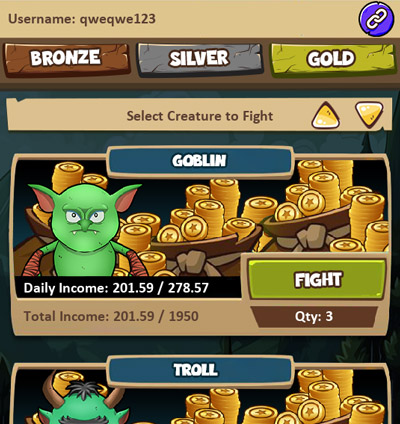 Username: qweqwe123
BRONZE
SILVER
GOLD
Select Creature to Fight
GOBLIN
Daily Income: 201.59 / 278.57
FIGHT
Total Income: 201.59 / 1950
Qty: 3
TROLL